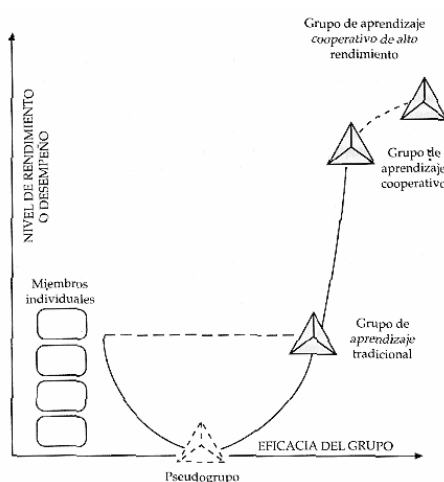 Grupo de aprendizaje
cooperativo de alto
rendimiento
NIVEL DE RENDIMIENTO
O DESEMPEÑO
Grupo de
aprendizaje
cooperativo
Miembros
individuales
Grupo de
aprendizaje
tradicional
EFICACIA DEL GRUPO
Pseudogrupo